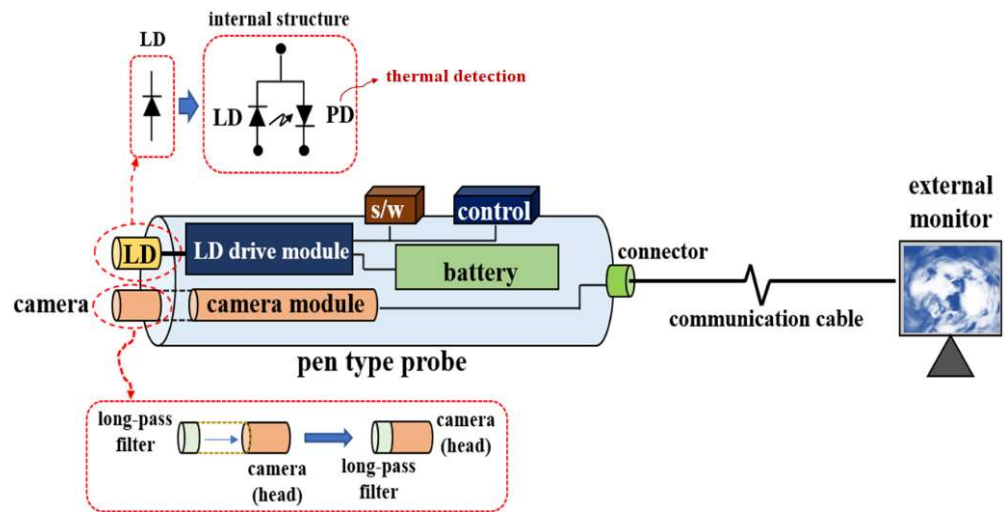 internal structure
LD
thermal detection
LD
PD
s/w
control
external
monitor
LD
LD drive module
battery
connector
camera
camera module
communication cable
pen type probe
long-pass
filter
camera
(head)
camera
(head)
long-pass
filter